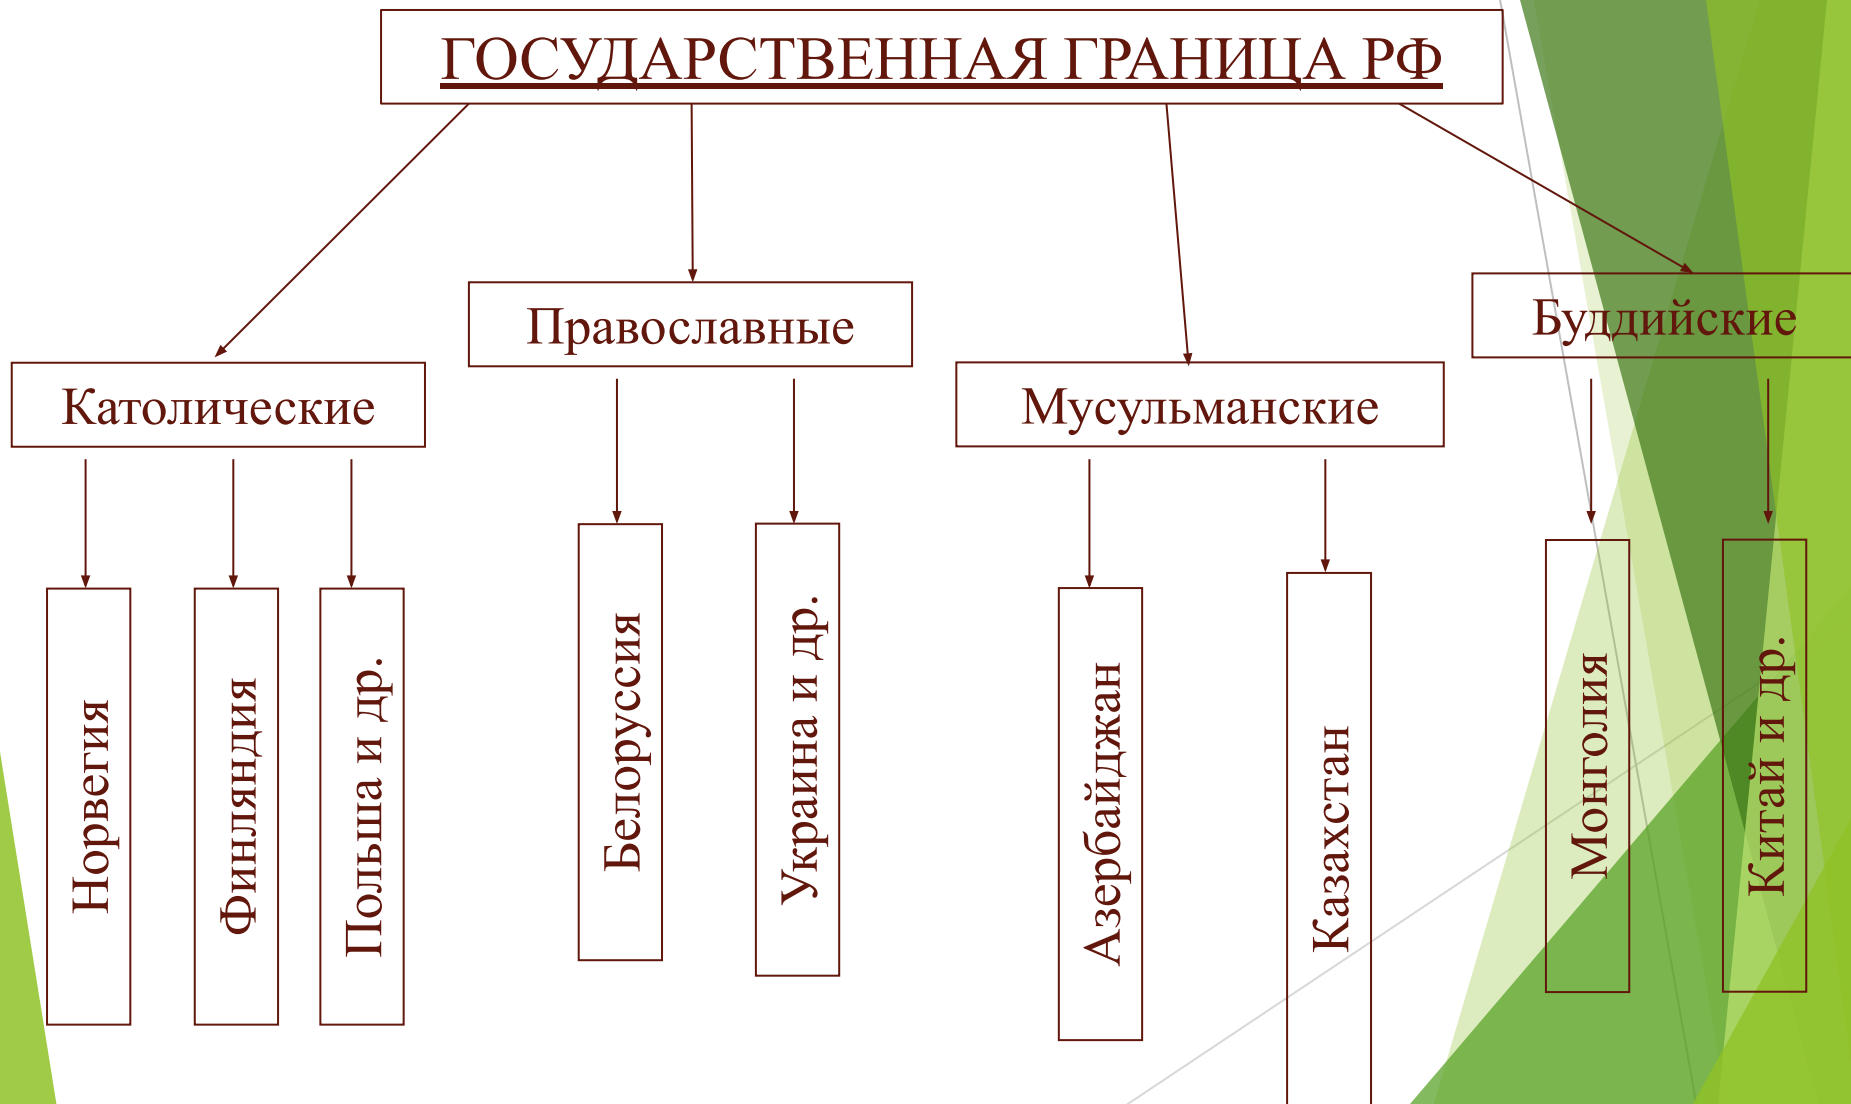 ГОСУДАРСТВЕННАЯ ГРАНИЦА РФ
Католические
Православные
Мусульманские
Буддийские
Норвегия
Финляндия
Польша и др.
Белоруссия
Украина и др.
Азербайджан
Казахстан
Монголия
Китай и др.